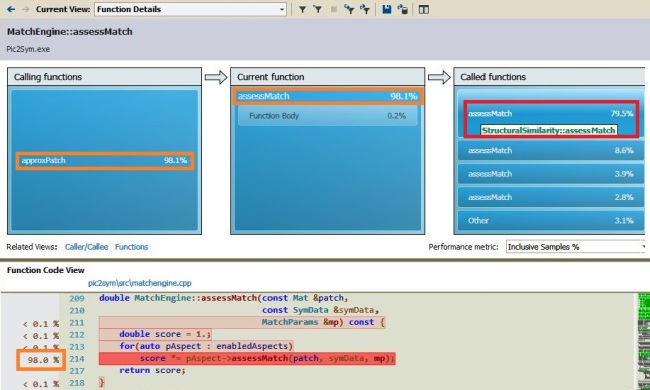 Current View: Function Details
MatchEngine::assessMatch
Pic2Sym.exe
Calling functions
Current function
Called functions
approxPatch 98.1%
assessMatch 98.1%
Function Body 0.2%
assessMatch 79.5%
StructuralSimilarity::assessMatch
assessMatch 8.6%
assessMatch 3.9%
assessMatch 2.8%
Other 3.1%
Related Views: Caller/Callee Functions
Performance metric: Inclusive Samples %
Function Code View
pic2sym\src\matchengine.cpp
209 double MatchEngine::assessMatch(const Mat &patch,
210 const SymData &symData,
< 0.1 % 211 MatchParams &mp) const {
< 0.1 % 212 double score = 1.;
< 0.1 % 213 for(auto pAspect : enabledAspects)
98.0 % 214 score *= pAspect->assessMatch(patch, symData, mp);
< 0.1 % 217 return score;
< 0.1 % 218 }